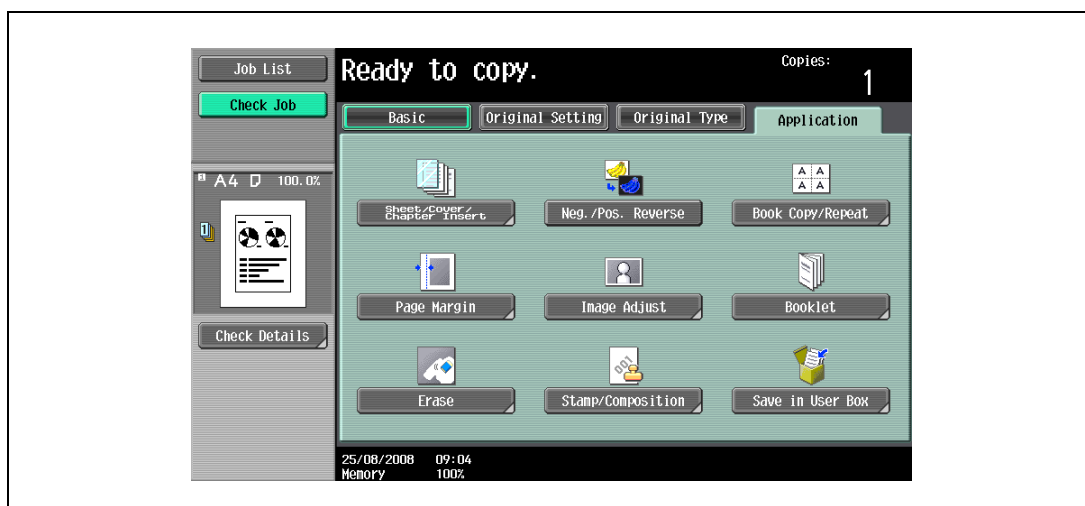 Job List
Check Job
A4 100.0%
1
Check Details
Ready to copy.
Copies:
1
Basic
Original Setting
Original Type
Application
Sheet/Cover/
Chapter Insert
Neg./Pos. Reverse
A A
A A
Book Copy/Repeat
Page Margin
Image Adjust
Booklet
Erase
001
Stamp/Composition
Save in User Box
25/08/2008 09:04
Memory 100%